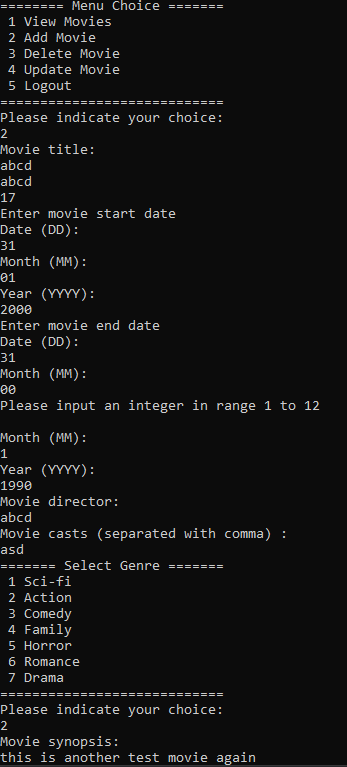 ======== Menu Choice =======
1 View Movies
2 Add Movie
3 Delete Movie
4 Update Movie
5 Logout
============================
Please indicate your choice:
2
Movie title:
abcd
abcd
17
Enter movie start date
Date (DD):
31
Month (MM):
01
Year (YYYY):
2000
Enter movie end date
Date (DD):
31
Month (MM):
00
Please input an integer in range 1 to 12
Month (MM):
1
Year (YYYY):
1990
Movie director:
abcd
Movie casts (separated with comma) :
asd
======= Select Genre =======
1 Sci-fi
2 Action
3 Comedy
4 Family
5 Horror
6 Romance
7 Drama
============================
Please indicate your choice:
2
Movie synopsis:
this is another test movie again